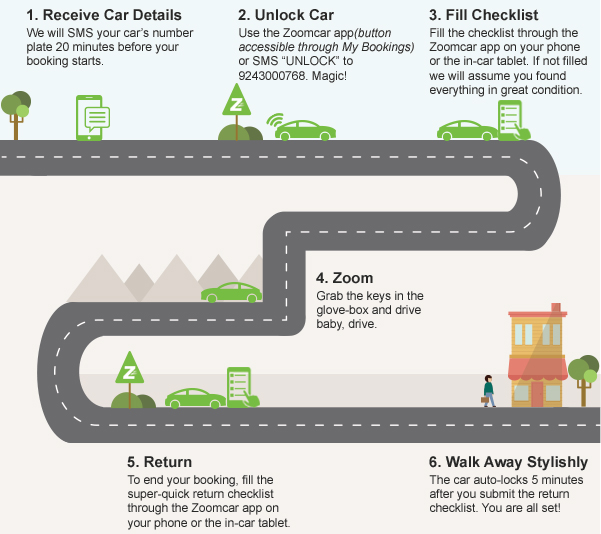 1. Receive Car Details
We will SMS your car's number
plate 20 minutes before your
booking starts.
2. Unlock Car
Use the Zoomcar app(button
accessible through My Bookings)
or SMS “UNLOCK” to
9243000768. Magic!
3. Fill Checklist
Fill the checklist through the
Zoomcar app on your phone
or the in-car tablet. If not filled
we will assume you found
everything in great condition.
Z
4. Zoom
Grab the keys in the
glove-box and drive
baby, drive.
Z
5. Return
To end your booking, fill the
super-quick return checklist
through the Zoomcar app on
your phone or the in-car tablet.
6. Walk Away Stylishly
The car auto-locks 5 minutes
after you submit the return
checklist. You are all set!